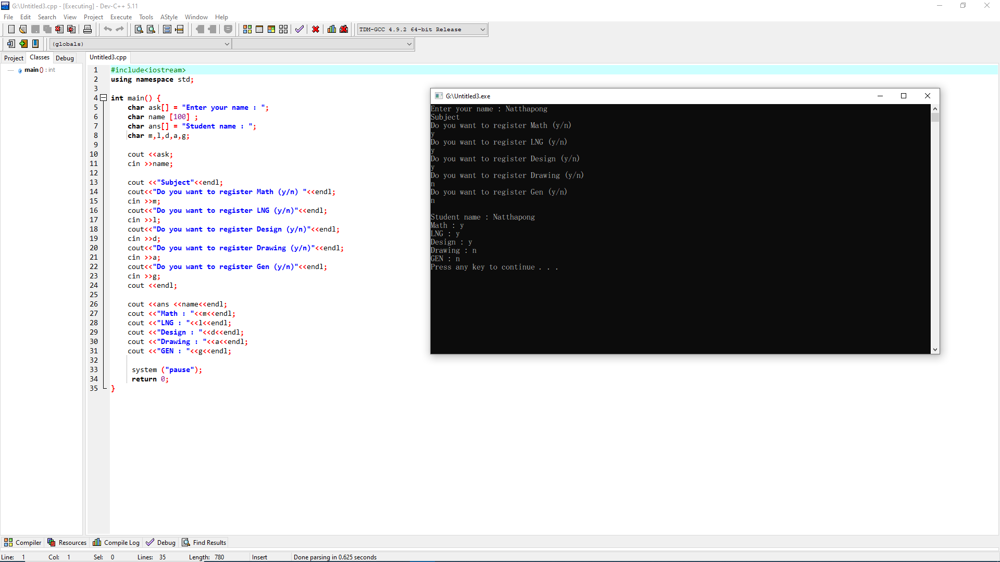 G:\Untitled3.cpp - [Executing] - Dev-C++ 5.11
File Edit Search View Project Execute Tools AStyle Window Help
TDM-GCC 4.9.2 64-bit Release
(globals)
Project Classes Debug
main () : int
Untitled3.cpp
1 #include<iostream>
2 using namespace std;
3
4 int main() {
5 char ask[] = "Enter your name : ";
6 char name [100] ;
7 char ans[] = "Student name : ";
8 char m,l,d,a,g;
9
10 cout <<ask;
11 cin >>name;
12
13 cout <<"Subject"<<endl;
14 cout<<"Do you want to register Math (y/n) "<<endl;
15 cin >>m;
16 cout<<"Do you want to register LNG (y/n)"<<endl;
17 cin >>l;
18 cout<<"Do you want to register Design (y/n)"<<endl;
19 cin >>d;
20 cout<<"Do you want to register Drawing (y/n)"<<endl;
21 cin >>a;
22 cout<<"Do you want to register Gen (y/n)"<<endl;
23 cin >>g;
24 cout <<endl;
25
26 cout <<ans <<name<<endl;
27 cout <<"Math : "<<m<<endl;
28 cout <<"LNG : "<<l<<endl;
29 cout <<"Design : "<<d<<endl;
30 cout <<"Drawing : "<<a<<endl;
31 cout <<"GEN : "<<g<<endl;
32
33 system ("pause");
34 return 0;
35 }
G:\Untitled3.exe
Enter your name : Natthapong
Subject
Do you want to register Math (y/n)
y
Do you want to register LNG (y/n)
y
Do you want to register Design (y/n)
y
Do you want to register Drawing (y/n)
n
Do you want to register Gen (y/n)
n
Student name : Natthapong
Math : y
LNG : y
Design : y
Drawing : n
GEN : n
Press any key to continue . . .
Compiler Resources Compile Log Debug Find Results
Line: 1 Col: 1 Sel: 0 Lines: 35 Length: 780 Insert Done parsing in 0.625 seconds